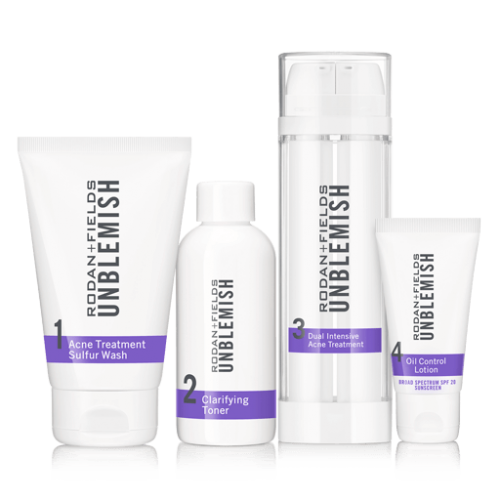 RODAN+FIELDS
UNBLEMISH
1
Acne Treatment
Sulfur Wash
RODAN+FIELDS
UNBLEMISH
2
Clarifying
Toner
RODAN+FIELDS
UNBLEMISH
3
Dual Intensive
Acne Treatment
RODAN+FIELDS
UNBLEMISH
4
Oil Control
Lotion
BROAD SPECTRUM SPF 20
SUNSCREEN